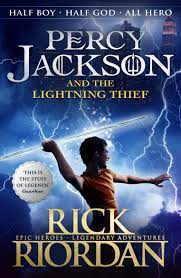 HALF BOY · HALF GOD · ALL HERO
PERCY
JACKSON
AND THE
LIGHTNING THIEF
'THIS IS
THE STUFF
OF LEGENDS'
Guardian
RICK
EPIC HEROES · LEGENDARY ADVENTURES
RIORDAN